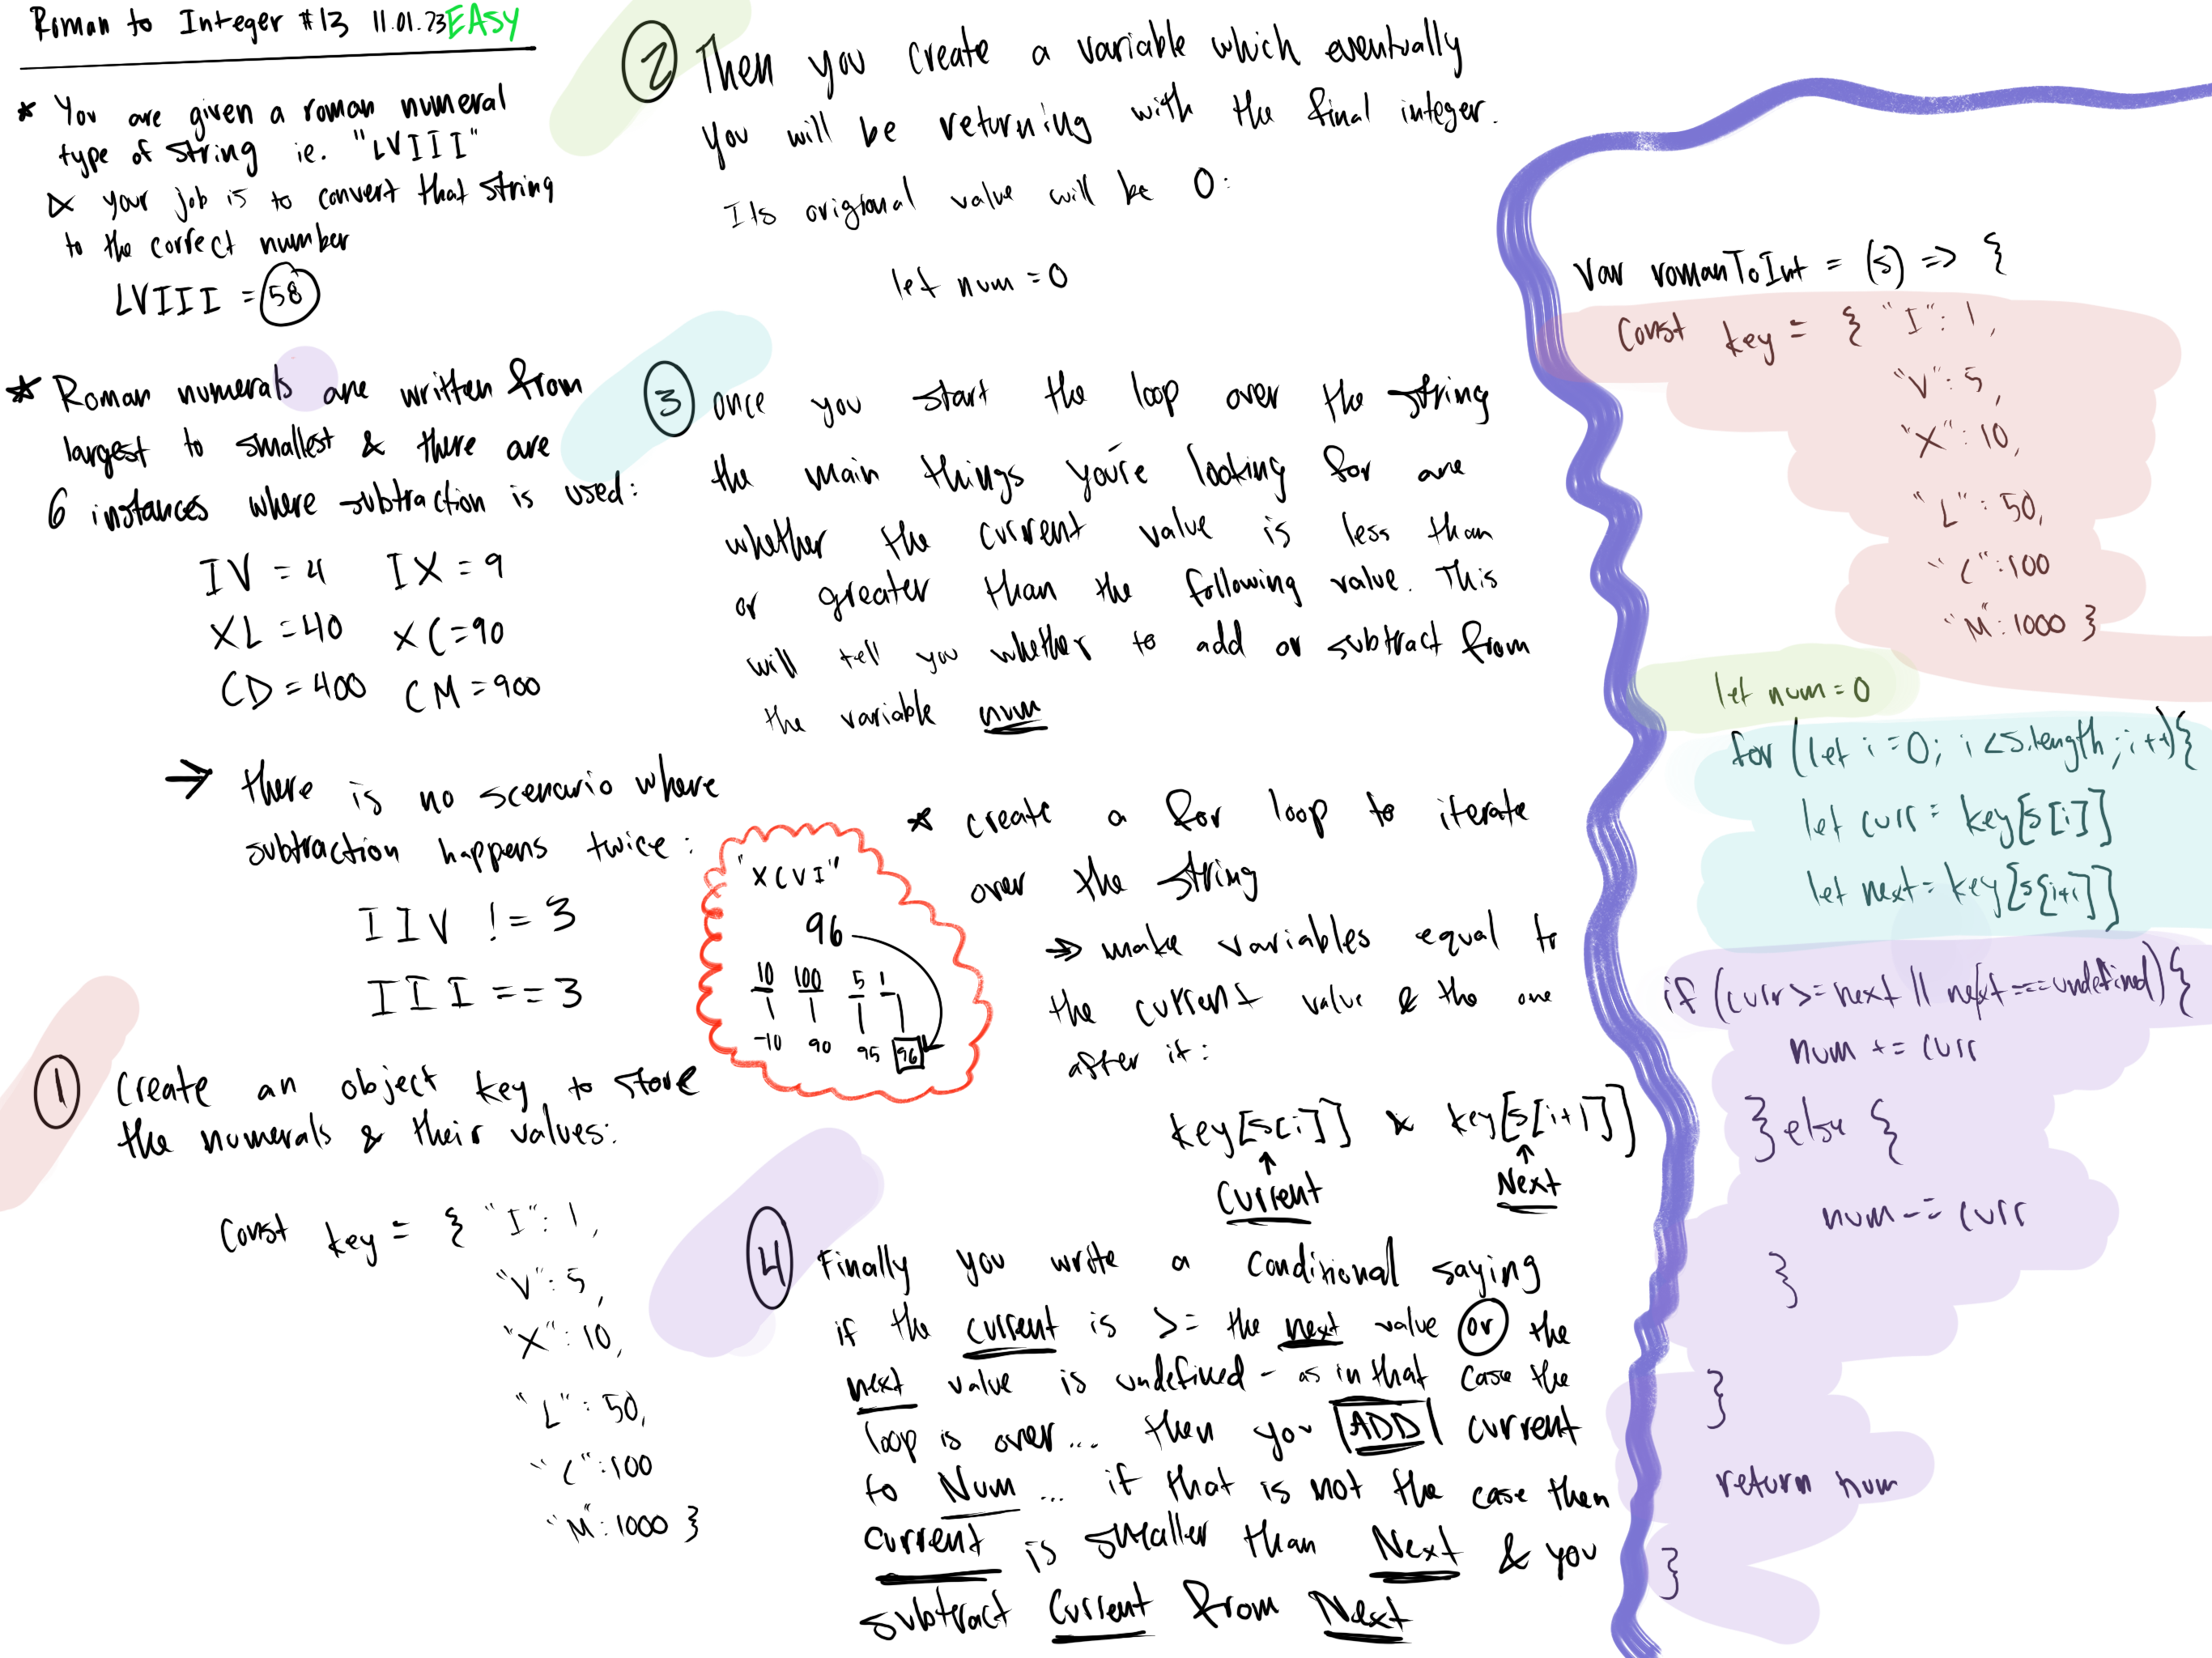 Roman to Integer #13 11.01.23 EASY
* You are given a roman numeral
type of string ie. "LVIII"
& your job is to convert that string
to the correct number
LVIII = 58
* Roman numerals are written from
largest to smallest & there are
6 instances where subtraction is used:
IV = 4 IX = 9
XL = 40 XC = 90
CD = 400 CM = 900
→ there is no scenario where
subtraction happens twice:
IIV != 3
III == 3
1 Create an object key to store
the numerals & their values:
Const key = { "I": 1,
"V": 5,
"X": 10,
"L": 50,
"C": 100
"M": 1000 }
2 Then you create a variable which eventually
you will be returning with the final integer.
Its origional value will be 0:
let num = 0
3 once you start the loop over the string
the main things you're looking for are
whether the current value is less than
or greater than the following value. This
will tell you whether to add or subtract from
the variable num
"XCVI"
96
10 100 5 1
-10 90 95 96
* create a for loop to iterate
over the string
→ make variables equal to
the current value & the one
after it:
key[s[i]] & key[s[i+1]]
↑ ↑
Current Next
4 Finally you write a conditional saying
if the current is >= the next value or the
next value is undefined - as in that case the
loop is over... then you ADD current
to Num... if that is not the case then
current is smaller than Next & you
subtract Current from Next
Var romanToInt = (s) => {
Const key = { "I": 1,
"V": 5,
"X": 10,
"L": 50,
"C": 100
"M": 1000 }
let num = 0
for (let i = 0; i < s.length; i++){
let curr = key[s[i]]
let next = key[s[i+1]]
if (curr >= next || next === undefined){
num += curr
} else {
num -= curr
}
}
return num
}